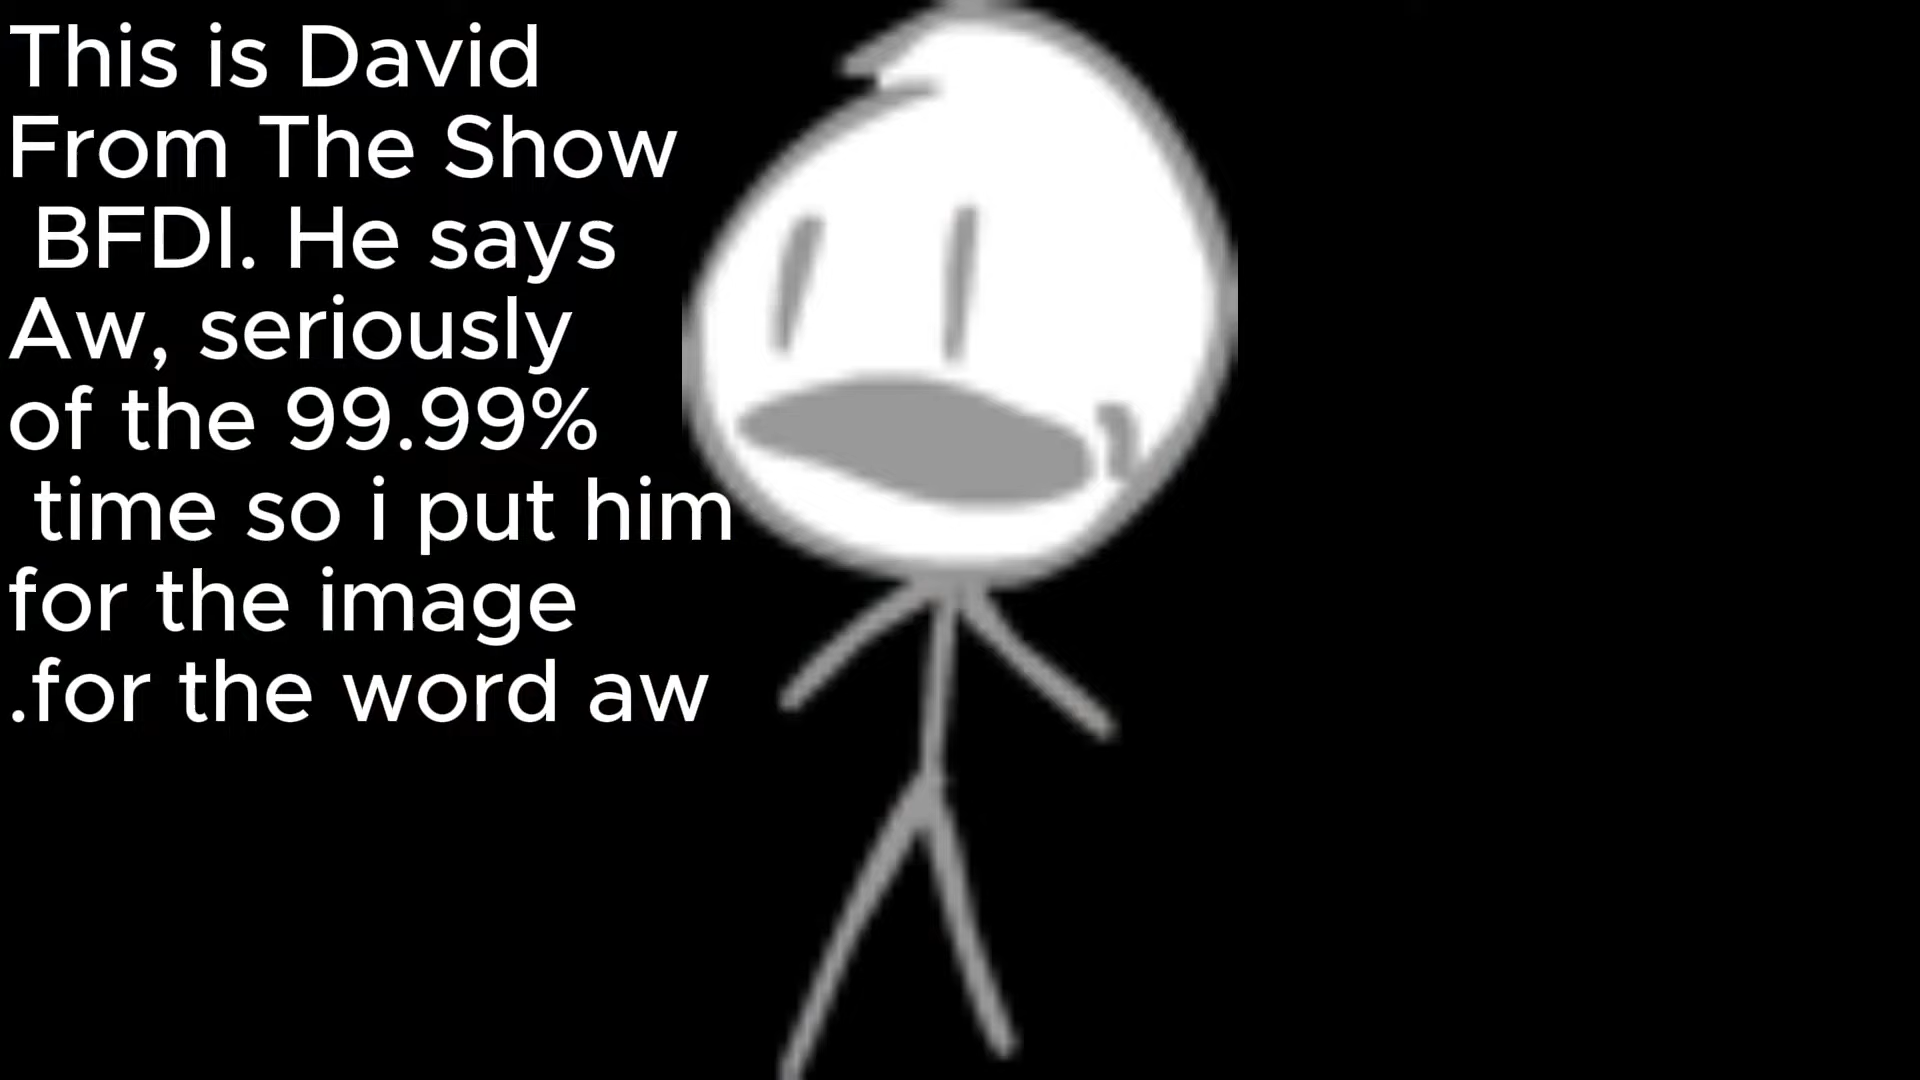 This is David
From The Show
BFDI. He says
Aw, seriously
of the 99.99%
time so i put him
for the image
.for the word aw